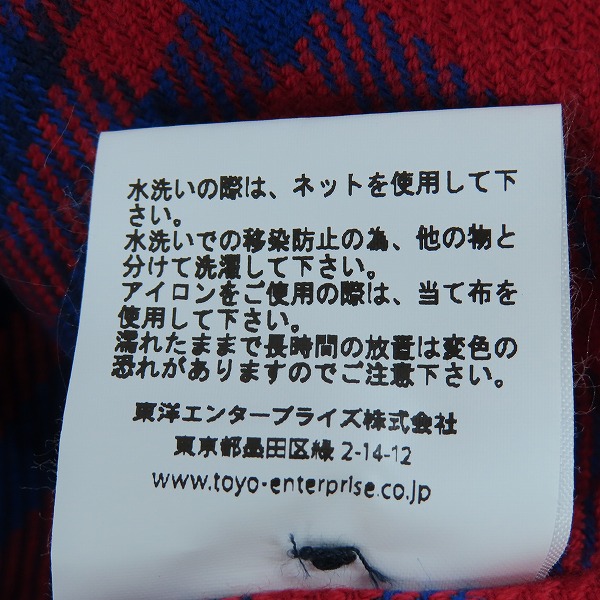 水洗いの際は、ネットを使用して下
さい。
水洗いでの移染防止の為、他の物と
分けて洗濯して下さい。
アイロンをご使用の際は、当て布を
使用して下さい。
濡れたままで長時間の放置は変色の
恐れがありますのでご注意下さい。
東洋エンタープライズ株式会社
東京都墨田区緑 2-14-12
www.toyo-enterprise.co.jp